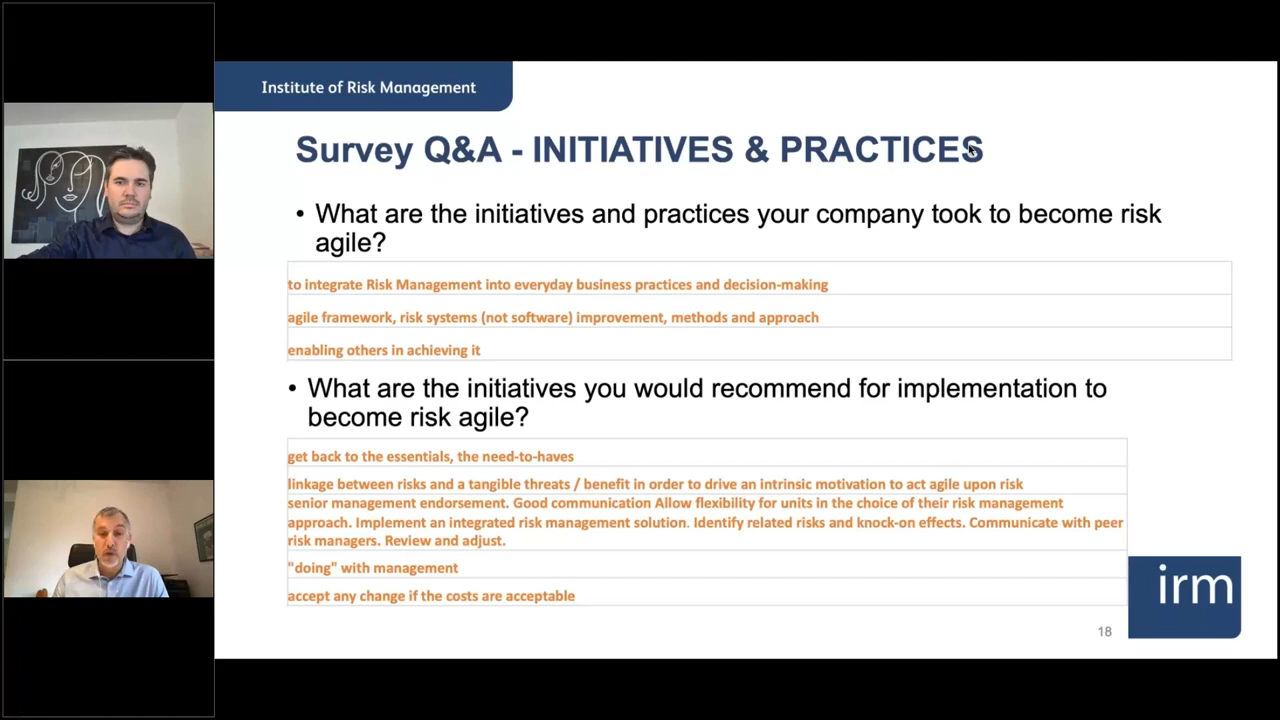 Institute of Risk Management
Survey Q&A - INITIATIVES & PRACTICES
• What are the initiatives and practices your company took to become risk
agile?
to integrate Risk Management into everyday business practices and decision-making
agile framework, risk systems (not software) improvement, methods and approach
enabling others in achieving it
• What are the initiatives you would recommend for implementation to
become risk agile?
get back to the essentials, the need-to-haves
linkage between risks and a tangible threats / benefit in order to drive an intrinsic motivation to act agile upon risk
senior management endorsement. Good communication Allow flexibility for units in the choice of their risk management
approach. Implement an integrated risk management solution. Identify related risks and knock-on effects. Communicate with peer
risk managers. Review and adjust.
"doing" with management
accept any change if the costs are acceptable
irm
18